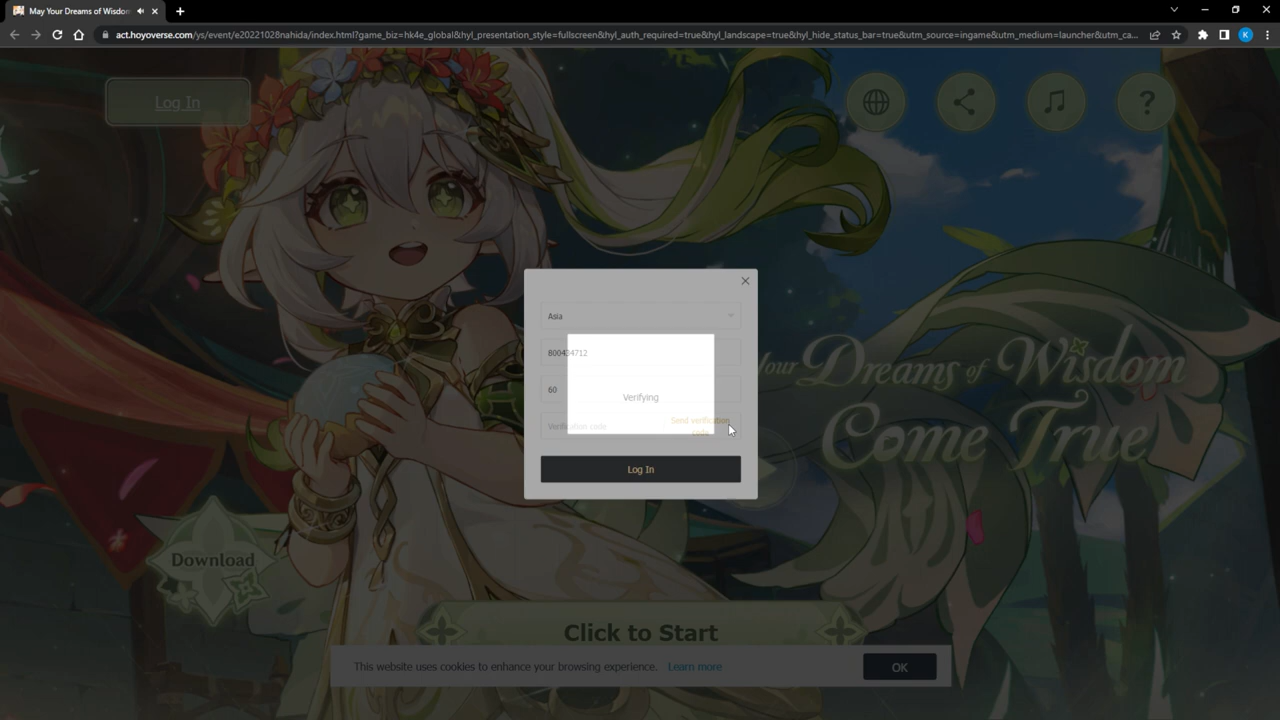 May Your Dreams of Wisdom
act.hoyoverse.com/ys/event/e20221028nahida/index.html?game_biz=hk4e_global&hyl_presentation_style=fullscreen&hyl_auth_required=true&hyl_landscape=true&hyl_hide_status_bar=true&utm_source=ingame&utm_medium=launcher&utm_ca...
K
Log In
?
Asia
800434712
60
Verifying
Verification code
Send verification
code
Log In
Your Dreams of Wisdom
Come True
Download
Click to Start
This website uses cookies to enhance your browsing experience. Learn more
OK